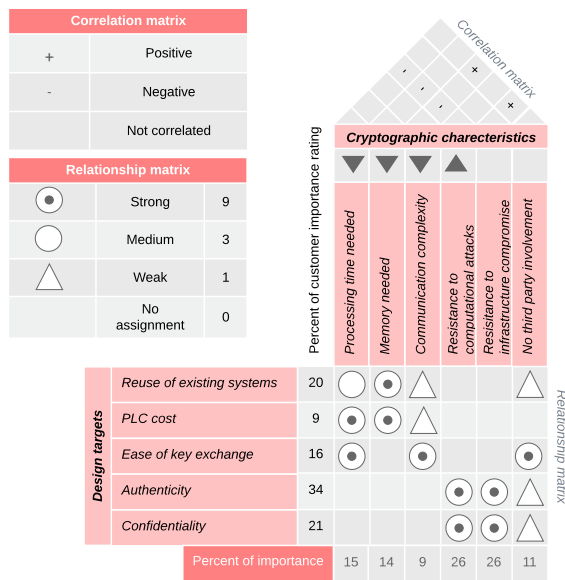 Correlation matrix
+ Positive
- Negative
Not correlated
Relationship matrix
Strong 9
Medium 3
Weak 1
No 0
assignment
Correlation matrix
-
+
-
-
+
Cryptographic charecteristics
Percent of customer importance rating
Processing time needed
Memory needed
Communication complexity
Resistance to
computational attacks
Resisitance to
infrastructure compromise
No third party involvement
Design targets
Reuse of existing systems 20
PLC cost 9
Ease of key exchange 16
Authenticity 34
Confidentiality 21
Relationship matrix
Percent of importance 15 14 9 26 26 11